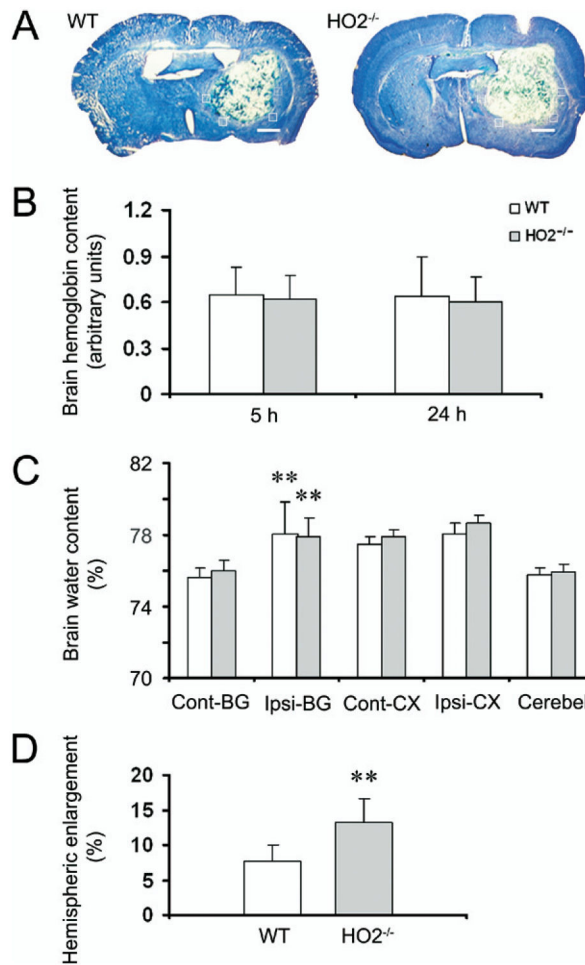 A
WT
HO2-/-
B
Brain hemoglobin content
(arbitrary units)
1.2
0.9
0.6
0.3
0
WT
HO2-/-
5 h
24 h
C
Brain water content
(%)
82
78
74
70
**
**
Cont-BG Ipsi-BG Cont-CX Ipsi-CX Cerebel
D
Hemispheric enlargement
(%)
20
15
10
5
0
**
WT
HO2-/-